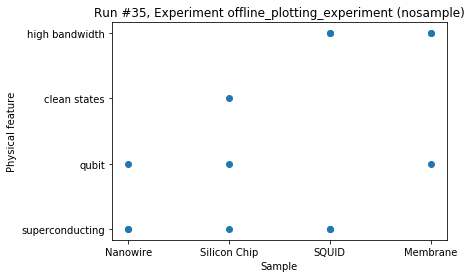 Run #35, Experiment offline_plotting_experiment (nosample)
high bandwidth
clean states
qubit
superconducting
Physical feature
Nanowire Silicon Chip SQUID Membrane
Sample